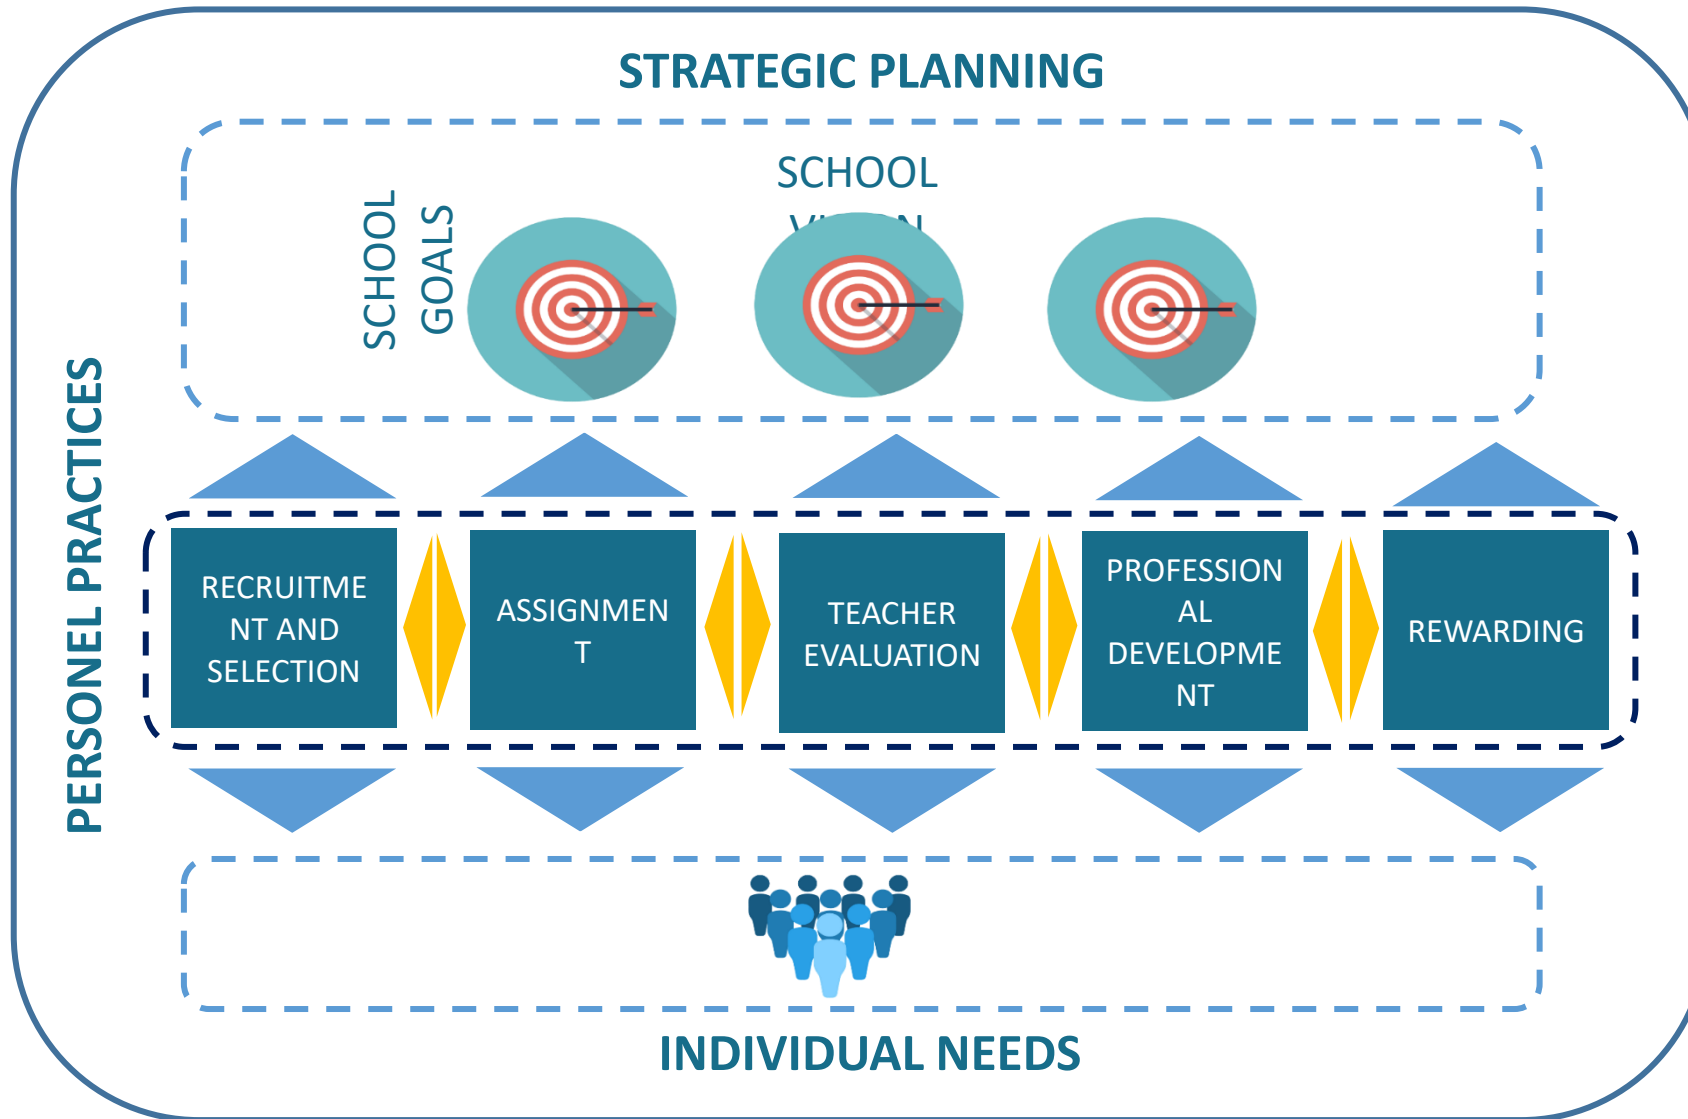 STRATEGIC PLANNING
SCHOOL
SCHOOL
GOALS
PERSONEL PRACTICES
RECRUITME
NT AND
SELECTION
ASSIGNMEN
T
TEACHER
EVALUATION
PROFESSION
AL
DEVELOPME
NT
REWARDING
INDIVIDUAL NEEDS